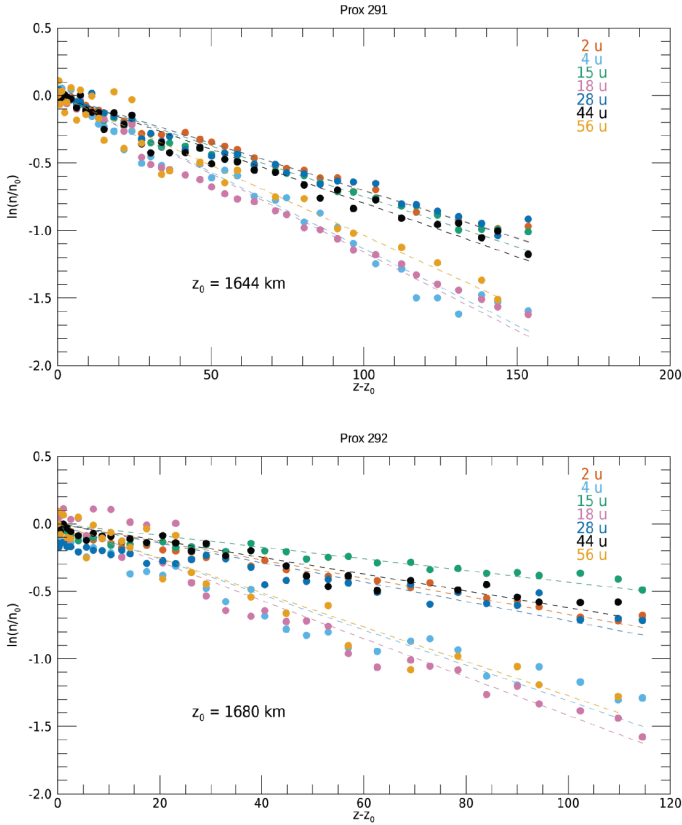 Prox 291
0.5
0.0
-0.5
-1.0
-1.5
-2.0
ln(n/n0)
2 u
4 u
15 u
18 u
28 u
44 u
56 u
z0 = 1644 km
0
50
100
150
200
z-z0
Prox 292
0.5
0.0
-0.5
-1.0
-1.5
-2.0
ln(n/n0)
2 u
4 u
15 u
18 u
28 u
44 u
56 u
z0 = 1680 km
0
20
40
60
80
100
120
z-z0